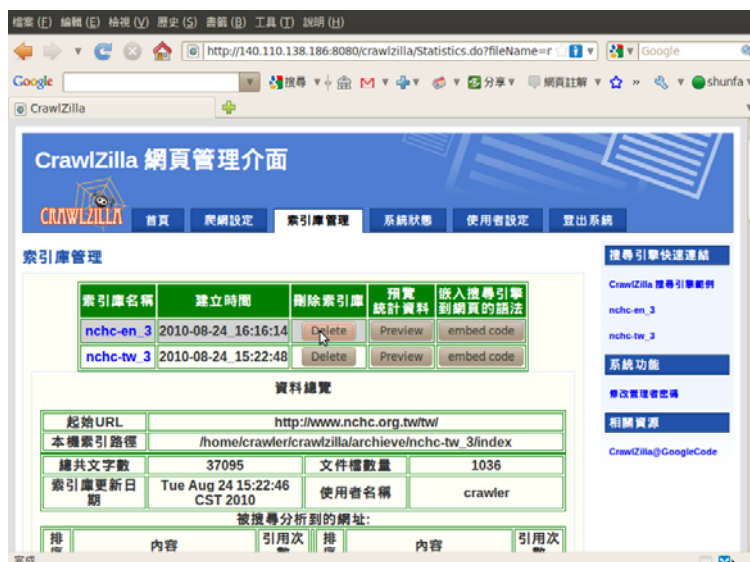 檔案 (F) 編輯 (E) 檢視 (V) 歷史 (S) 書籤 (B) 工具 (T) 說明 (H)
http://140.110.138.186:8080/crawlzilla/Statistics.do?fileName=r
Google
Google
搜尋
分享
網頁註解
shunfa
CrawlZilla
CrawlZilla 網頁管理介面
CRAWLZILLA
首頁 爬網設定 索引庫管理 系統狀態 使用者設定 登出系統
索引庫管理
索引庫名稱 建立時間 刪除索引庫 預覽統計資料 嵌入搜尋引擎到網頁的語法
nchc-en_3 2010-08-24_16:16:14 Delete Preview embed code
nchc-tw_3 2010-08-24_15:22:48 Delete Preview embed code
資料總覽
起始URL http://www.nchc.org.tw/tw/
本機索引路徑 /home/crawler/crawlzilla/archieve/nchc-tw_3/index
總共文字數 37095 文件檔數量 1036
索引庫更新日期 Tue Aug 24 15:22:46 CST 2010 使用者名稱 crawler
被搜尋分析到的網址:
排 內容 引用次 排 內容 引用次
搜尋引擎快速連結
CrawlZilla 搜尋引擎範例
nchc-en_3
nchc-tw_3
系統功能
修改管理者密碼
相關資源
CrawlZilla@GoogleCode
完成